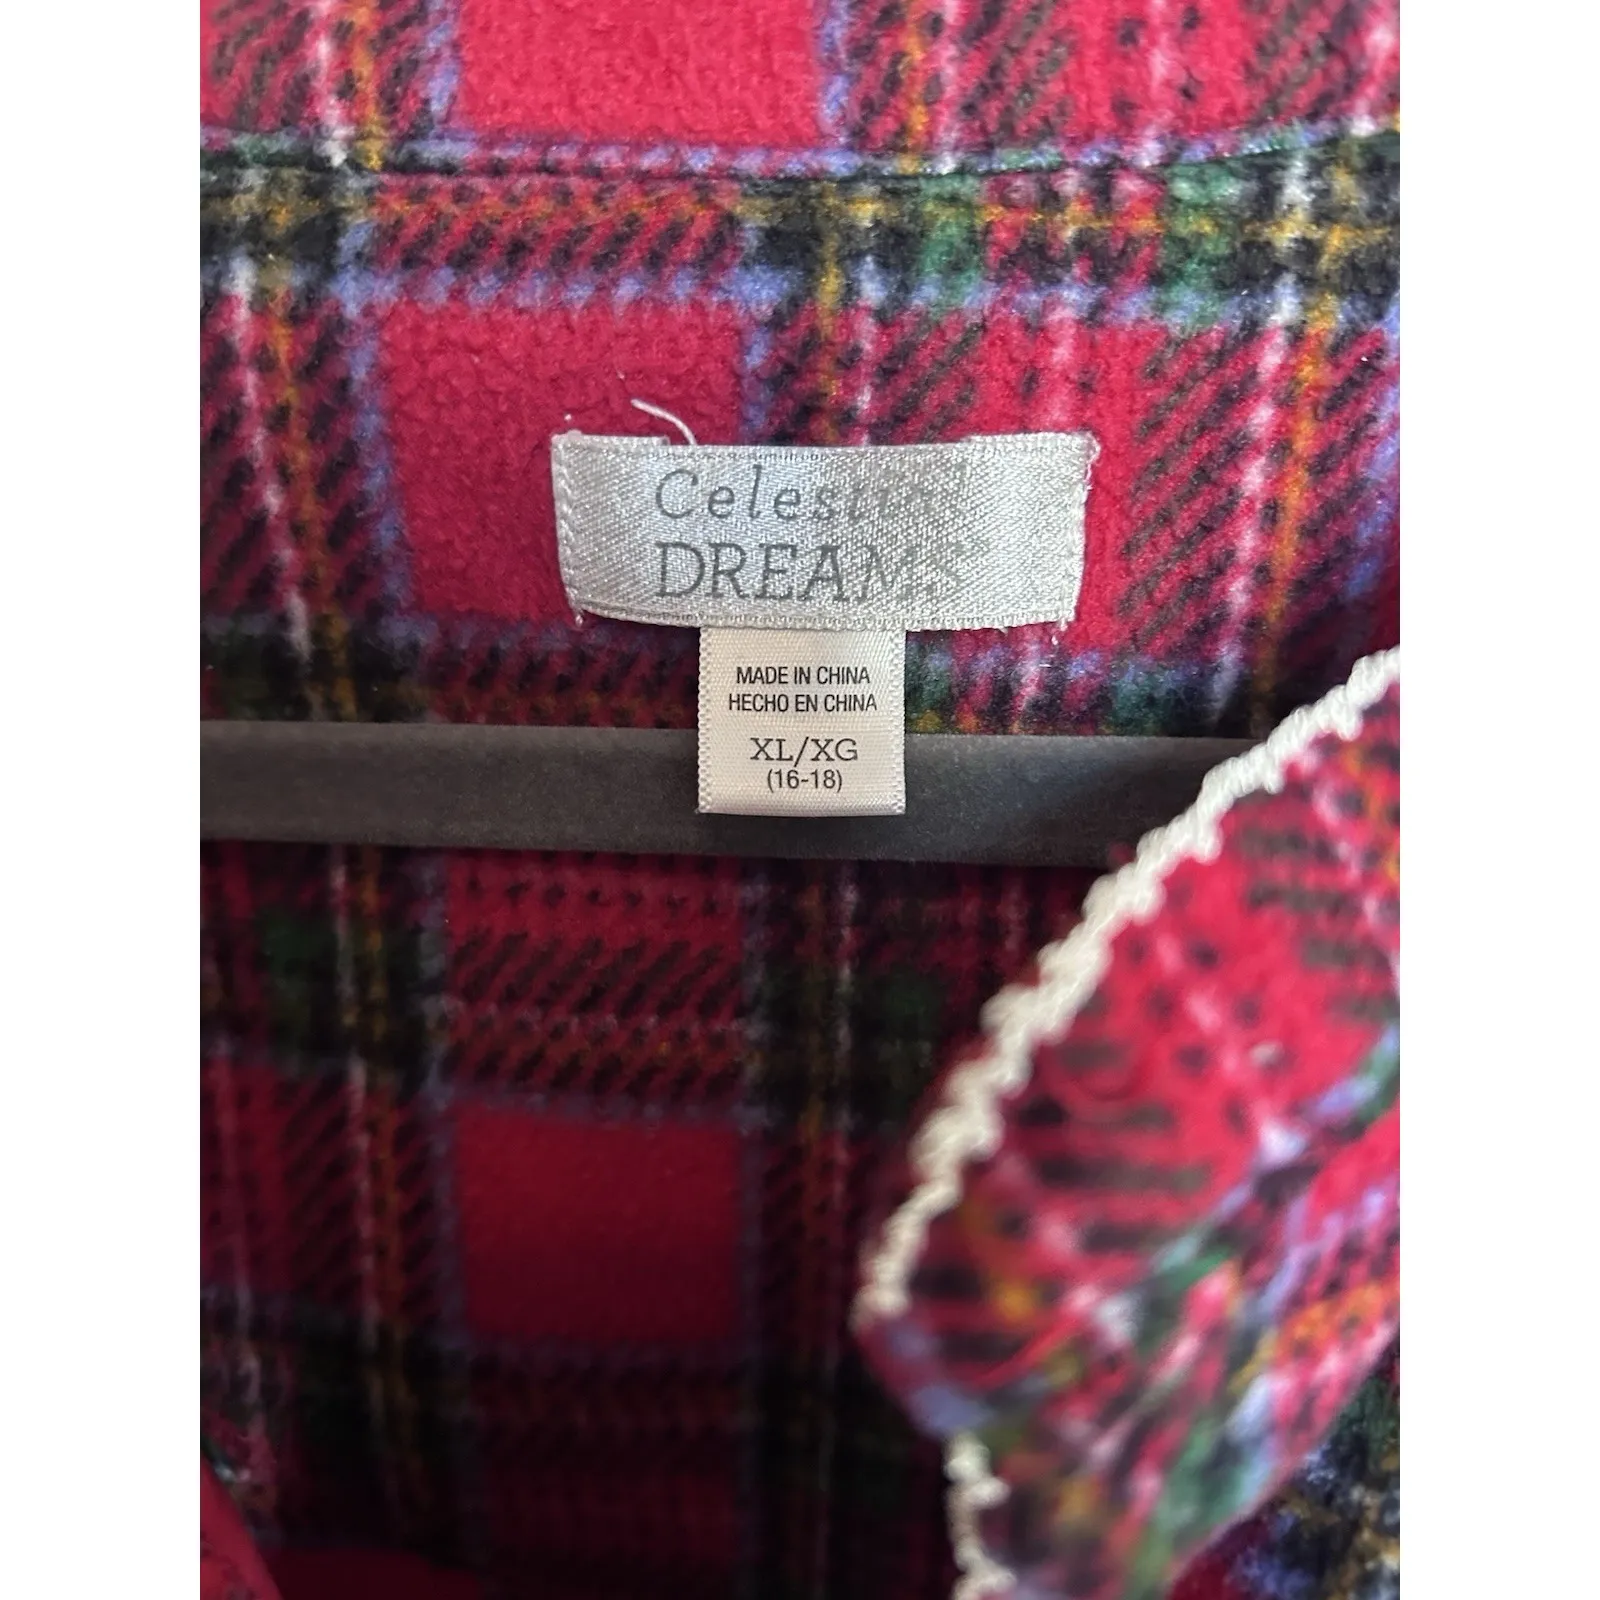 Celestial
DREAMS
MADE IN CHINA
HECHO EN CHINA
XL/XG
(16-18)